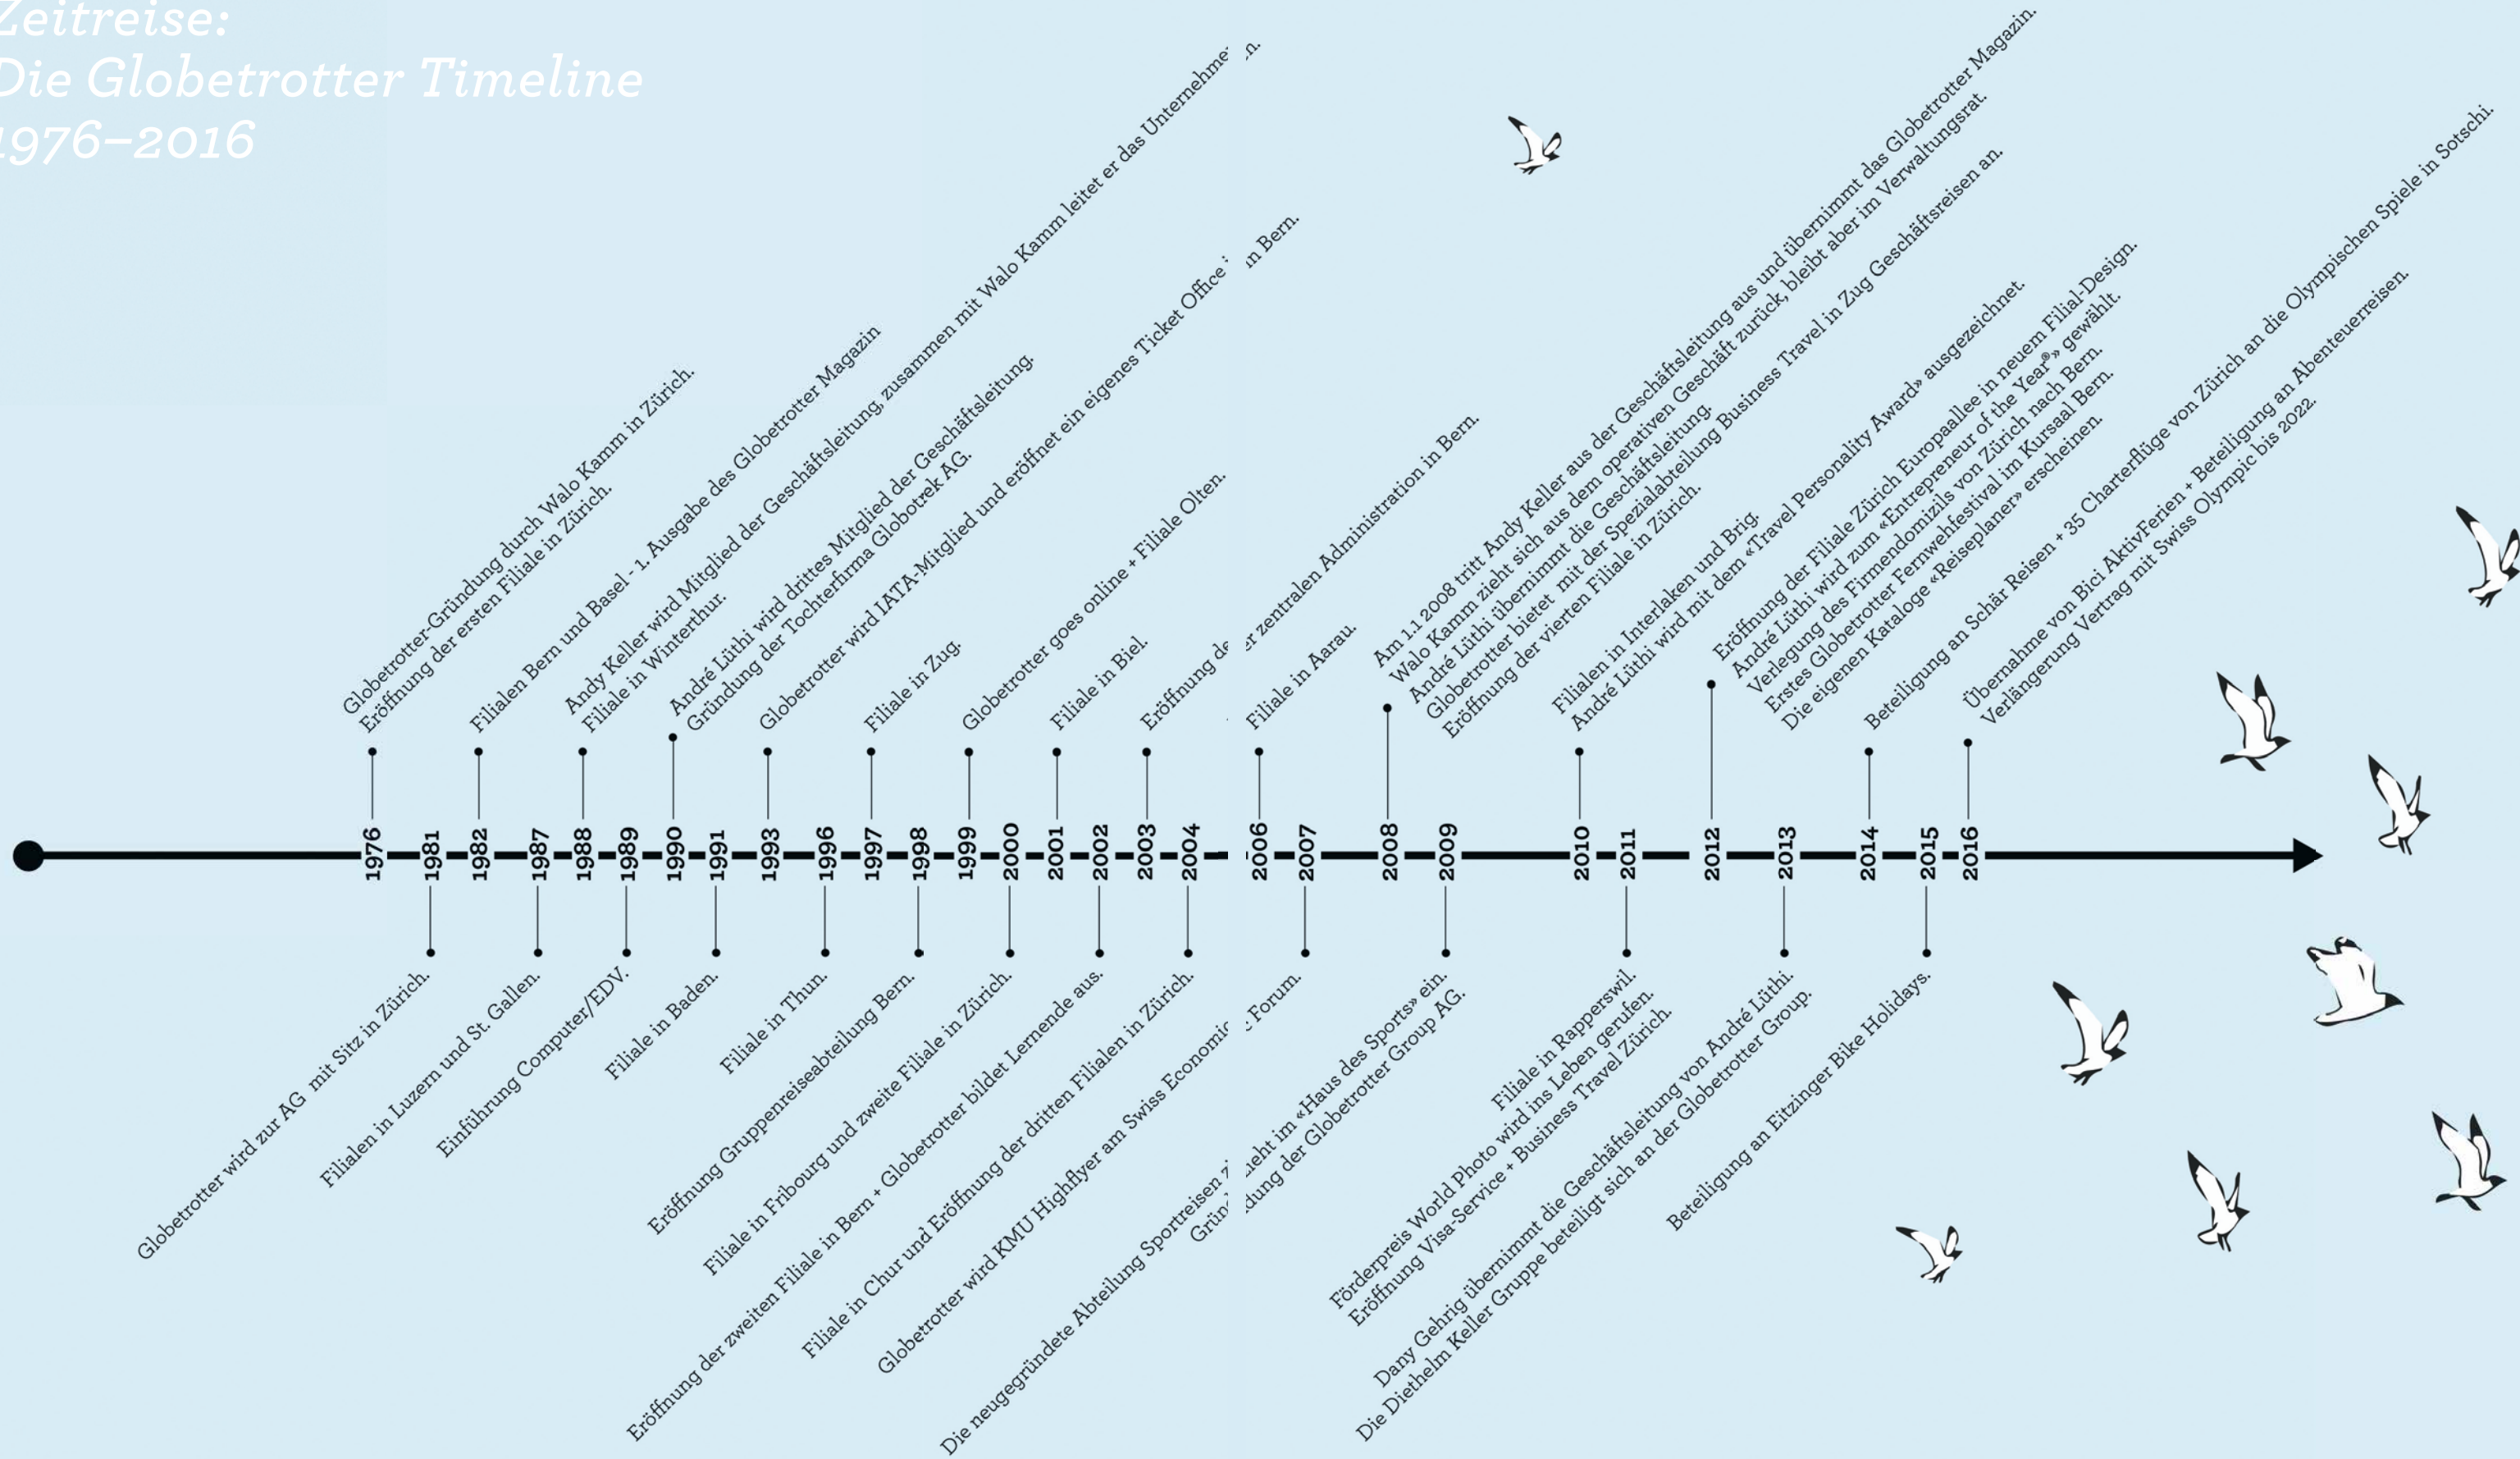 Zeitreise:
Die Globetrotter Timeline
1976–2016
Globetrotter-Gründung durch Walo Kamm in Zürich.
Eröffnung der ersten Filiale in Zürich.
Filialen Bern und Basel - 1. Ausgabe des Globetrotter Magazin
Andy Keller wird Mitglied der Geschäftsleitung, zusammen mit Walo Kamm leitet er das Unternehmen.
Filiale in Winterthur.
André Lüthi wird drittes Mitglied der Geschäftsleitung.
Gründung der Tochterfirma Globotrek AG.
Globetrotter wird IATA-Mitglied und eröffnet ein eigenes Ticket Office in Bern.
Filiale in Zug.
Globetrotter goes online + Filiale Olten.
Filiale in Biel.
Eröffnung der zentralen Administration in Bern.
Filiale in Aarau.
Am 1.1 2008 tritt Andy Keller aus der Geschäftsleitung aus und übernimmt das Globetrotter Magazin.
Walo Kamm zieht sich aus dem operativen Geschäft zurück, bleibt aber im Verwaltungsrat.
André Lüthi übernimmt die Geschäftsleitung.
Globetrotter bietet mit der Spezialabteilung Business Travel in Zug Geschäftsreisen an.
Eröffnung der vierten Filiale in Zürich.
Filialen in Interlaken und Brig.
André Lüthi wird mit dem «Travel Personality Award» ausgezeichnet.
Eröffnung der Filiale Zürich Europaallee in neuem Filial-Design.
André Lüthi wird zum «Entrepreneur of the Year®» gewählt.
Verlegung des Firmendomizils von Zürich nach Bern.
Erstes Globetrotter Fernwehfestival im Kursaal Bern.
Die eigenen Kataloge «Reiseplaner» erscheinen.
Beteiligung an Schär Reisen + 35 Charterflüge von Zürich an die Olympischen Spiele in Sotschi.
Übernahme von Bici AktivFerien + Beteiligung an Abenteuerreisen.
Verlängerung Vertrag mit Swiss Olympic bis 2022.
1976
1981
1982
1987
1988
1989
1990
1991
1993
1996
1997
1998
1999
2000
2001
2002
2003
2004
2006
2007
2008
2009
2010
2011
2012
2013
2014
2015
2016
Globetrotter wird zur AG mit Sitz in Zürich.
Filialen in Luzern und St. Gallen.
Einführung Computer/EDV.
Filiale in Baden.
Filiale in Thun.
Eröffnung Gruppenreiseabteilung Bern.
Filiale in Fribourg und zweite Filiale in Zürich.
Eröffnung der zweiten Filiale in Bern + Globetrotter bildet Lernende aus.
Filiale in Chur und Eröffnung der dritten Filialen in Zürich.
Globetrotter wird KMU Highflyer am Swiss Economic Forum.
Die neugegründete Abteilung Sportreisen zieht im «Haus des Sports» ein.
Gründung der Globetrotter Group AG.
Filiale in Rapperswil.
Förderpreis World Photo wird ins Leben gerufen.
Eröffnung Visa-Service + Business Travel Zürich.
Dany Gehrig übernimmt die Geschäftsleitung von André Lüthi.
Die Diethelm Keller Gruppe beteiligt sich an der Globetrotter Group.
Beteiligung an Eitzinger Bike Holidays.